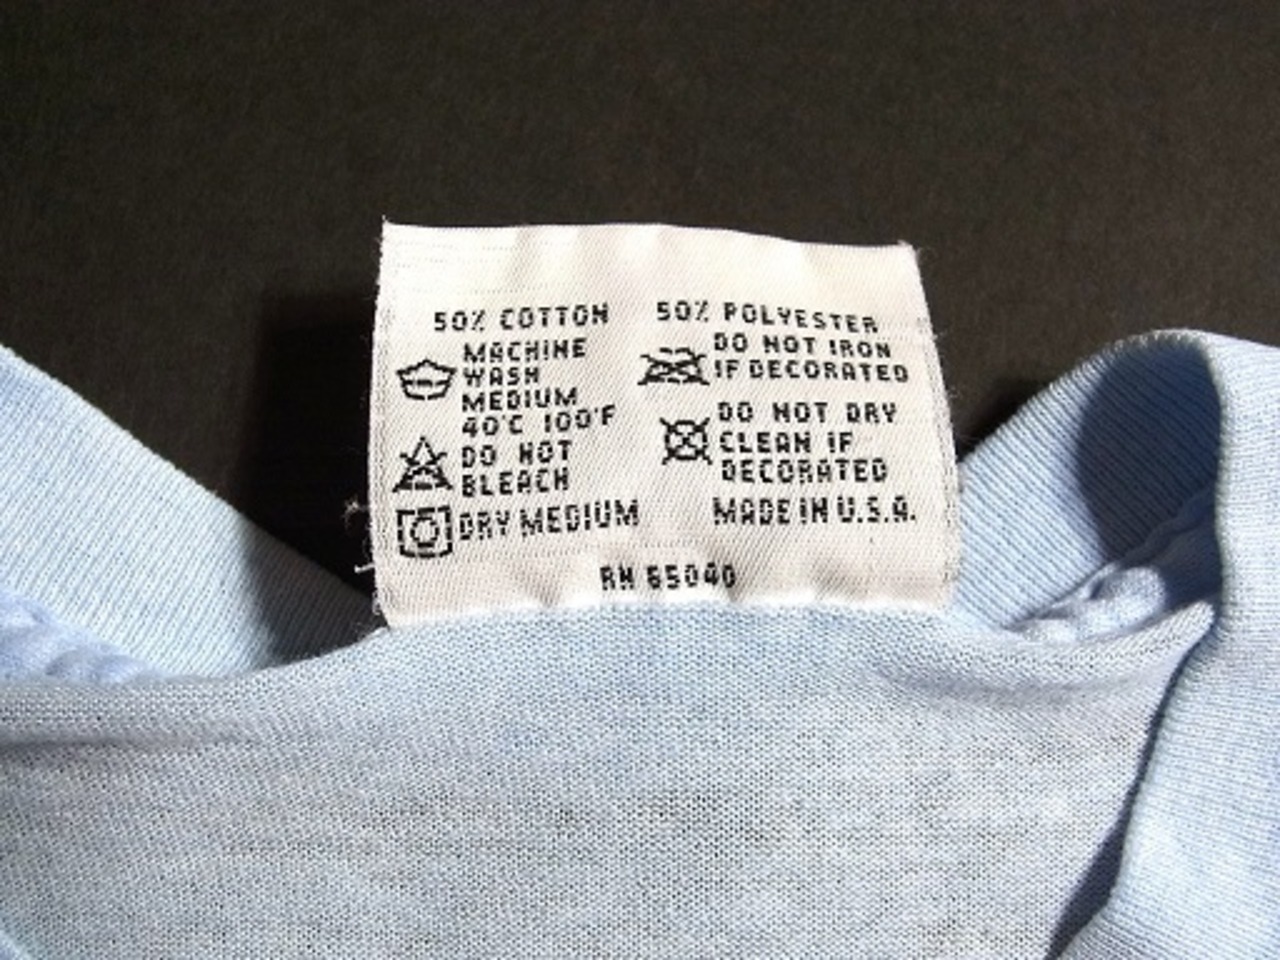 50% COTTON 50% POLYESTER
MACHINE
WASH
MEDIUM
40°C 100°F
DO NOT
BLEACH
DRY MEDIUM
DO NOT IRON
IF DECORATED
DO NOT DRY
CLEAN IF
DECORATED
MADE IN U.S.A.
RN 65040